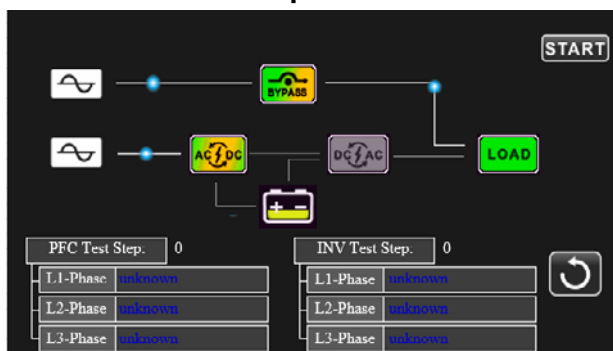 START
BYPASS
AC DC
DC AC
LOAD
+ -
PFC Test Step: 0
INV Test Step: 0
L1-Phase unknown
L1-Phase unknown
L2-Phase unknown
L2-Phase unknown
L3-Phase unknown
L3-Phase unknown